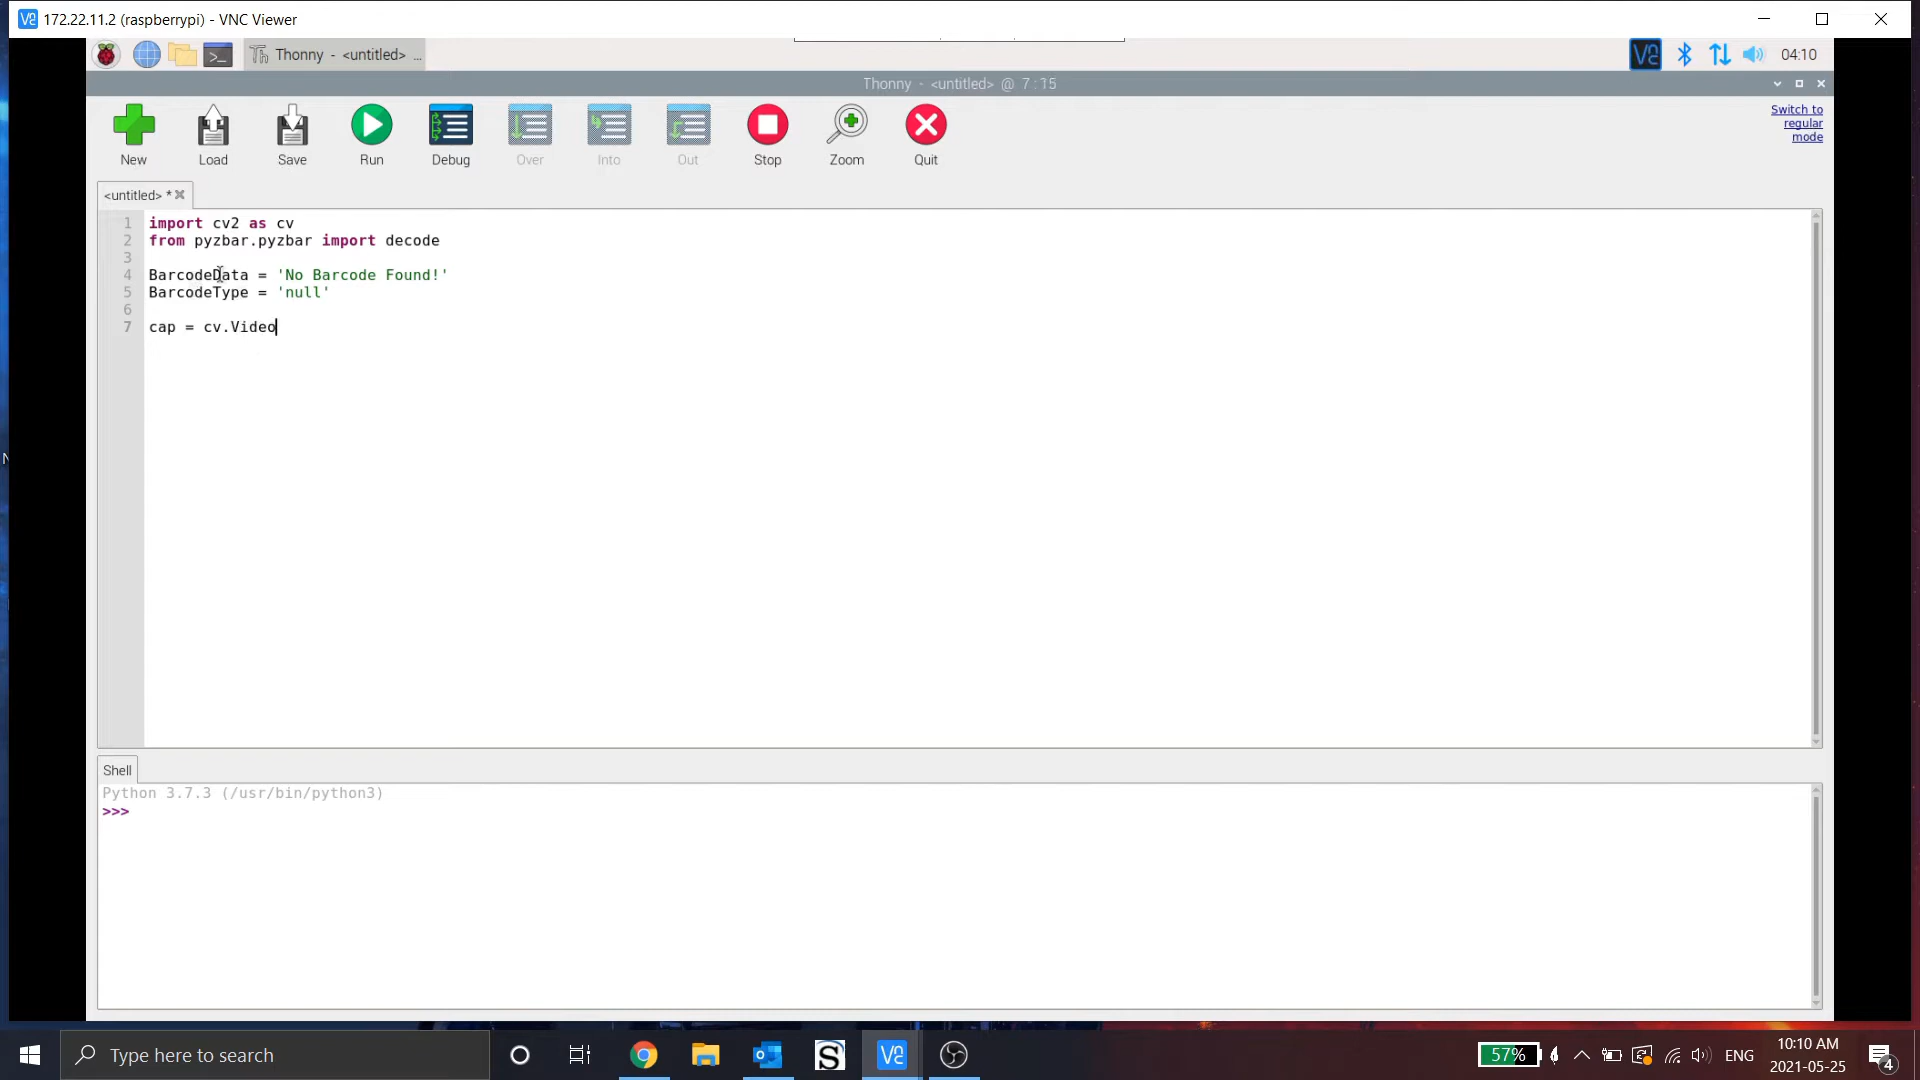 172.22.11.2 (raspberrypi) - VNC Viewer
Thonny - <untitled> ...
04:10
Thonny - <untitled> @ 7 : 15
New
Load
Save
Run
Debug
Over
Into
Out
Stop
Zoom
Quit
Switch to
regular
mode
<untitled> *
1 import cv2 as cv
2 from pyzbar.pyzbar import decode
3
4 BarcodeData = 'No Barcode Found!'
5 BarcodeType = 'null'
6
7 cap = cv.Video
Shell
Python 3.7.3 (/usr/bin/python3)
>>>
Type here to search
57%
ENG
10:10 AM
2021-05-25
4